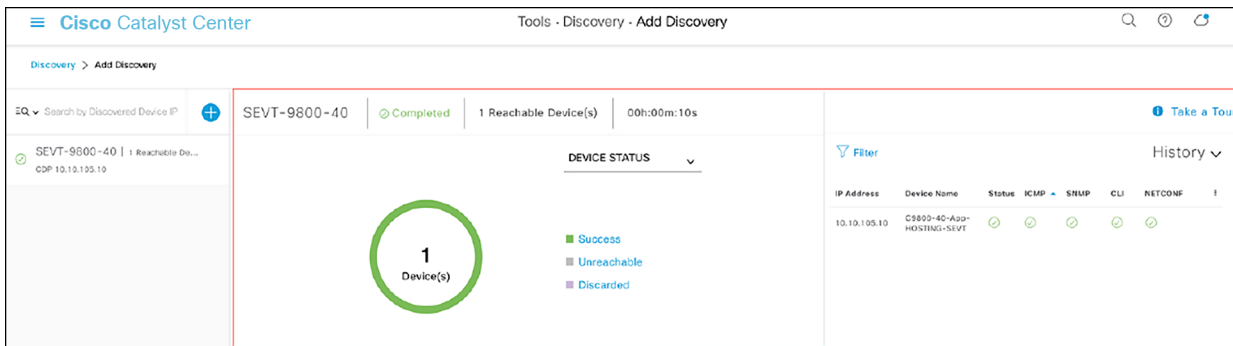 Cisco Catalyst Center
Tools · Discovery · Add Discovery
Discovery > Add Discovery
Search by Discovered Device IP
SEVT-9800-40 | 1 Reachable De...
CDP 10.10.105.10
SEVT-9800-40
Completed
1 Reachable Device(s)
00h:00m:10s
DEVICE STATUS
1
Device(s)
Success
Unreachable
Discarded
Take a Tou
Filter
History
IP Address Device Name Status ICMP SNMP CLI NETCONF
10.10.105.10 C9800-40-App-
HOSTING-SEVT